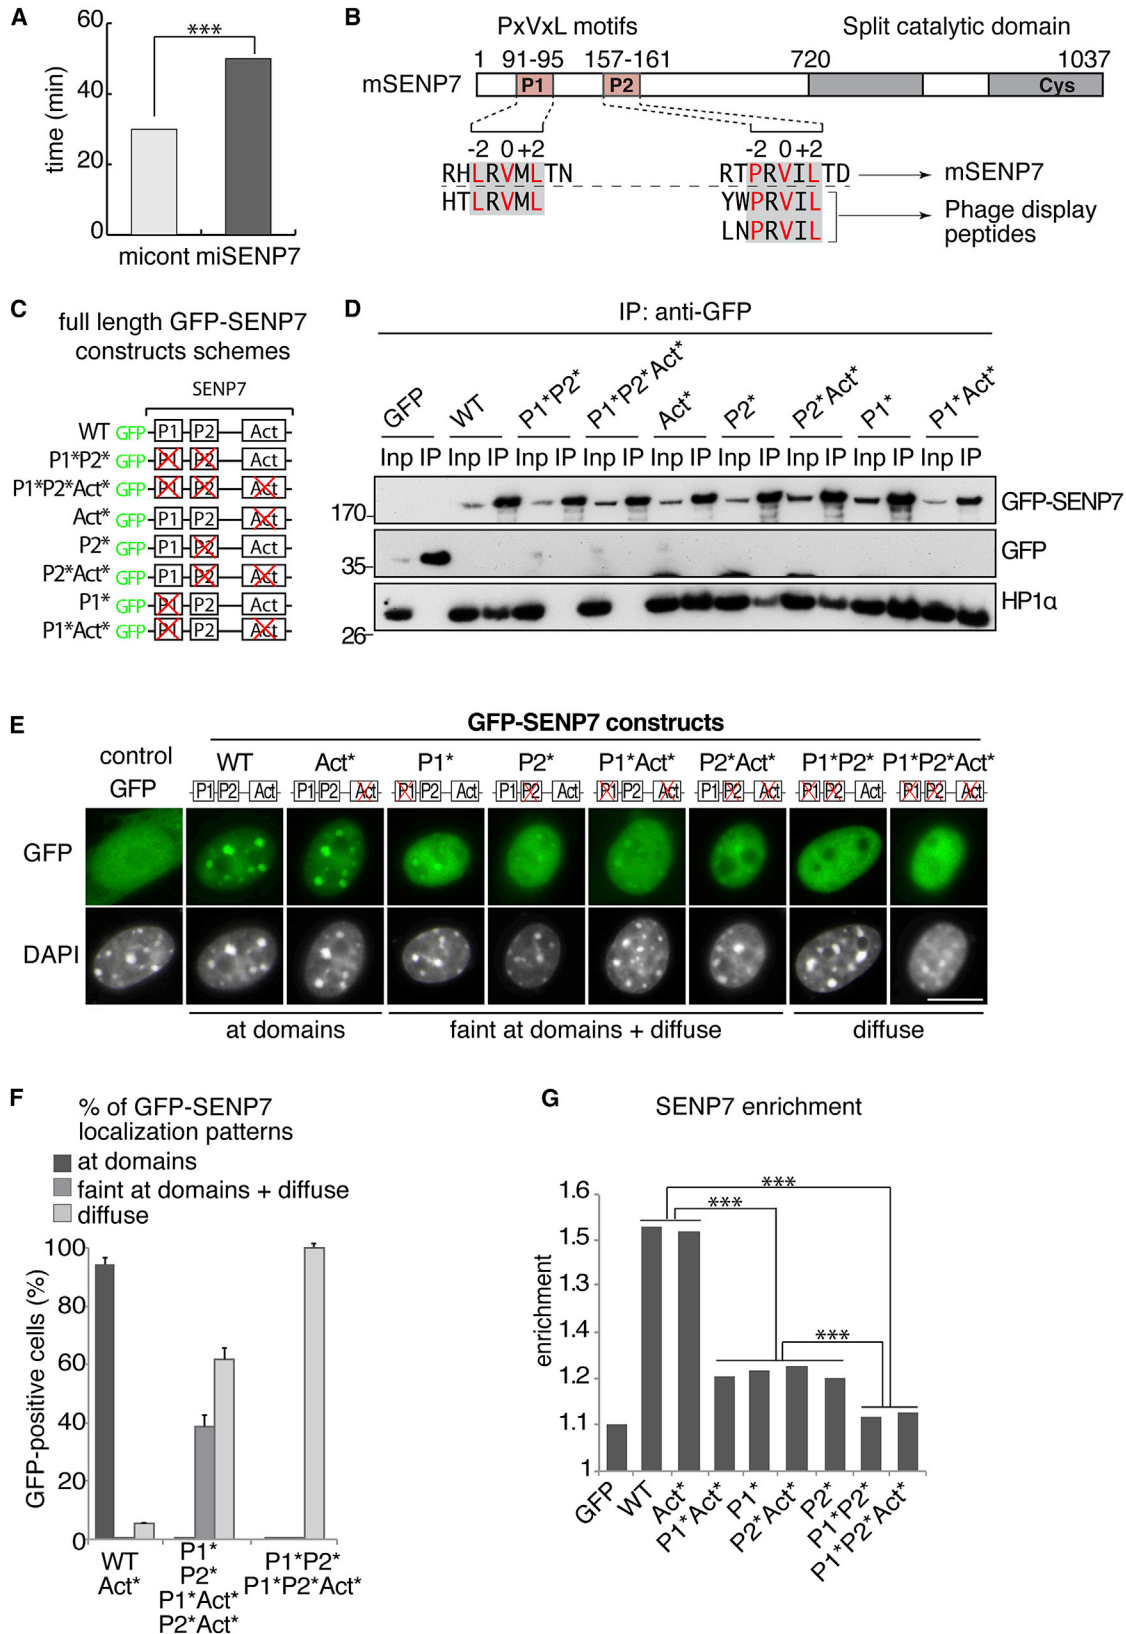 A
60
40
20
0
time (min)
***
micont miSENP7
B
PxVxL motifs
Split catalytic domain
1 91-95 157-161 720 1037
mSENP7 P1 P2 Cys
-2 0 +2 -2 0 +2
RHLRVMLTN RTPRVILTD mSENP7
HTLRVML YWPRVIL Phage display
LNPRVIL peptides
C
full length GFP-SENP7
constructs schemes
SENP7
WT GFP P1 P2 Act
P1*P2* GFP P1 P2 Act
P1*P2*Act* GFP P1 P2 Act
Act* GFP P1 P2 Act
P2* GFP P1 P2 Act
P2*Act* GFP P1 P2 Act
P1* GFP P1 P2 Act
P1*Act* GFP P1 P2 Act
D
IP: anti-GFP
GFP WT P1*P2* P1*P2*Act* Act* P2* P2*Act* P1* P1*Act*
Inp IP Inp IP Inp IP Inp IP Inp IP Inp IP Inp IP Inp IP Inp IP
170 GFP-SENP7
35 GFP
26 HP1α
E
GFP-SENP7 constructs
control
GFP
WT Act* P1* P2* P1*Act* P2*Act* P1*P2* P1*P2*Act*
P1 P2 Act P1 P2 Act P1 P2 Act P1 P2 Act P1 P2 Act P1 P2 Act P1 P2 Act P1 P2 Act
GFP
DAPI
at domains faint at domains + diffuse diffuse
F
% of GFP-SENP7
localization patterns
at domains
faint at domains + diffuse
diffuse
GFP-positive cells (%)
100
80
60
40
20
0
WT P1* P1*P2*
Act* P2* P1*P2*Act*
P1*Act*
P2*Act*
G
SENP7 enrichment
enrichment
1.6
1.5
1.3
1.4
1.2
1.1
1
***
***
***
GFP WT Act* P1*Act* P1* P2*Act* P2* P1*P2* P1*P2*Act*